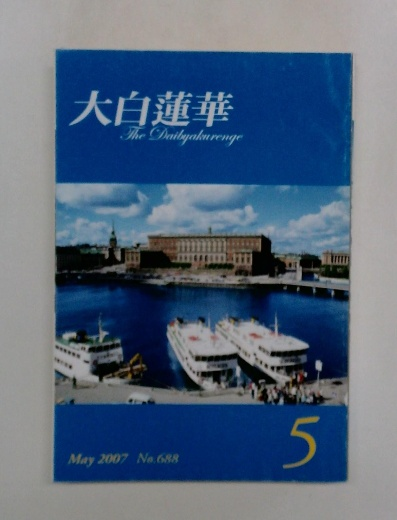 大白蓮華
The Daibyakurenge
May 2007 No.688
5